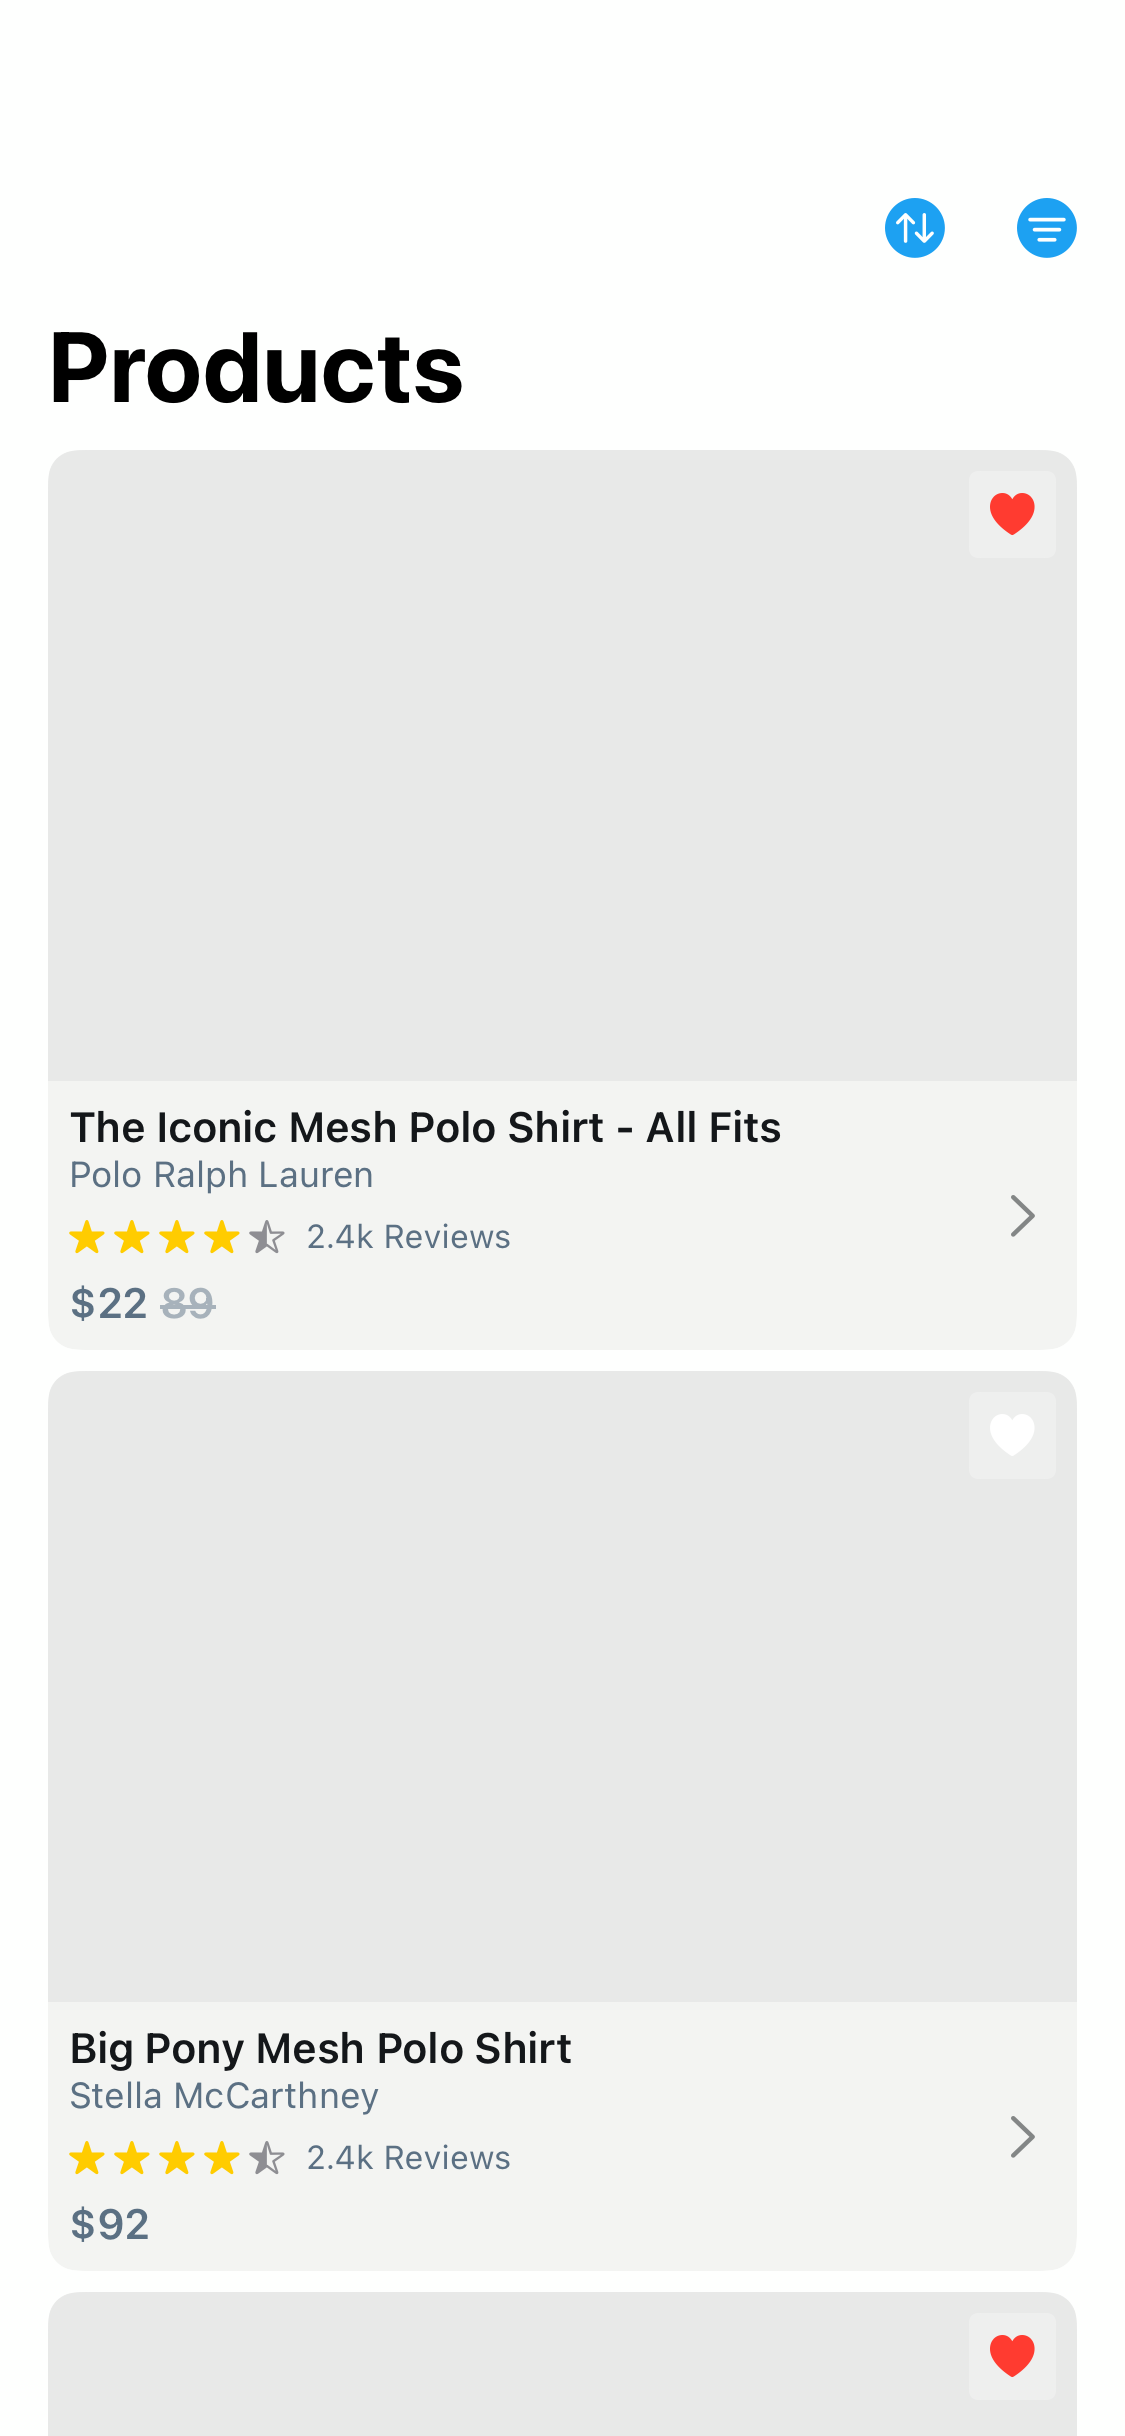 Products
The Iconic Mesh Polo Shirt - All Fits
Polo Ralph Lauren
2.4k Reviews
$22 89
Big Pony Mesh Polo Shirt
Stella McCarthney
2.4k Reviews
$92